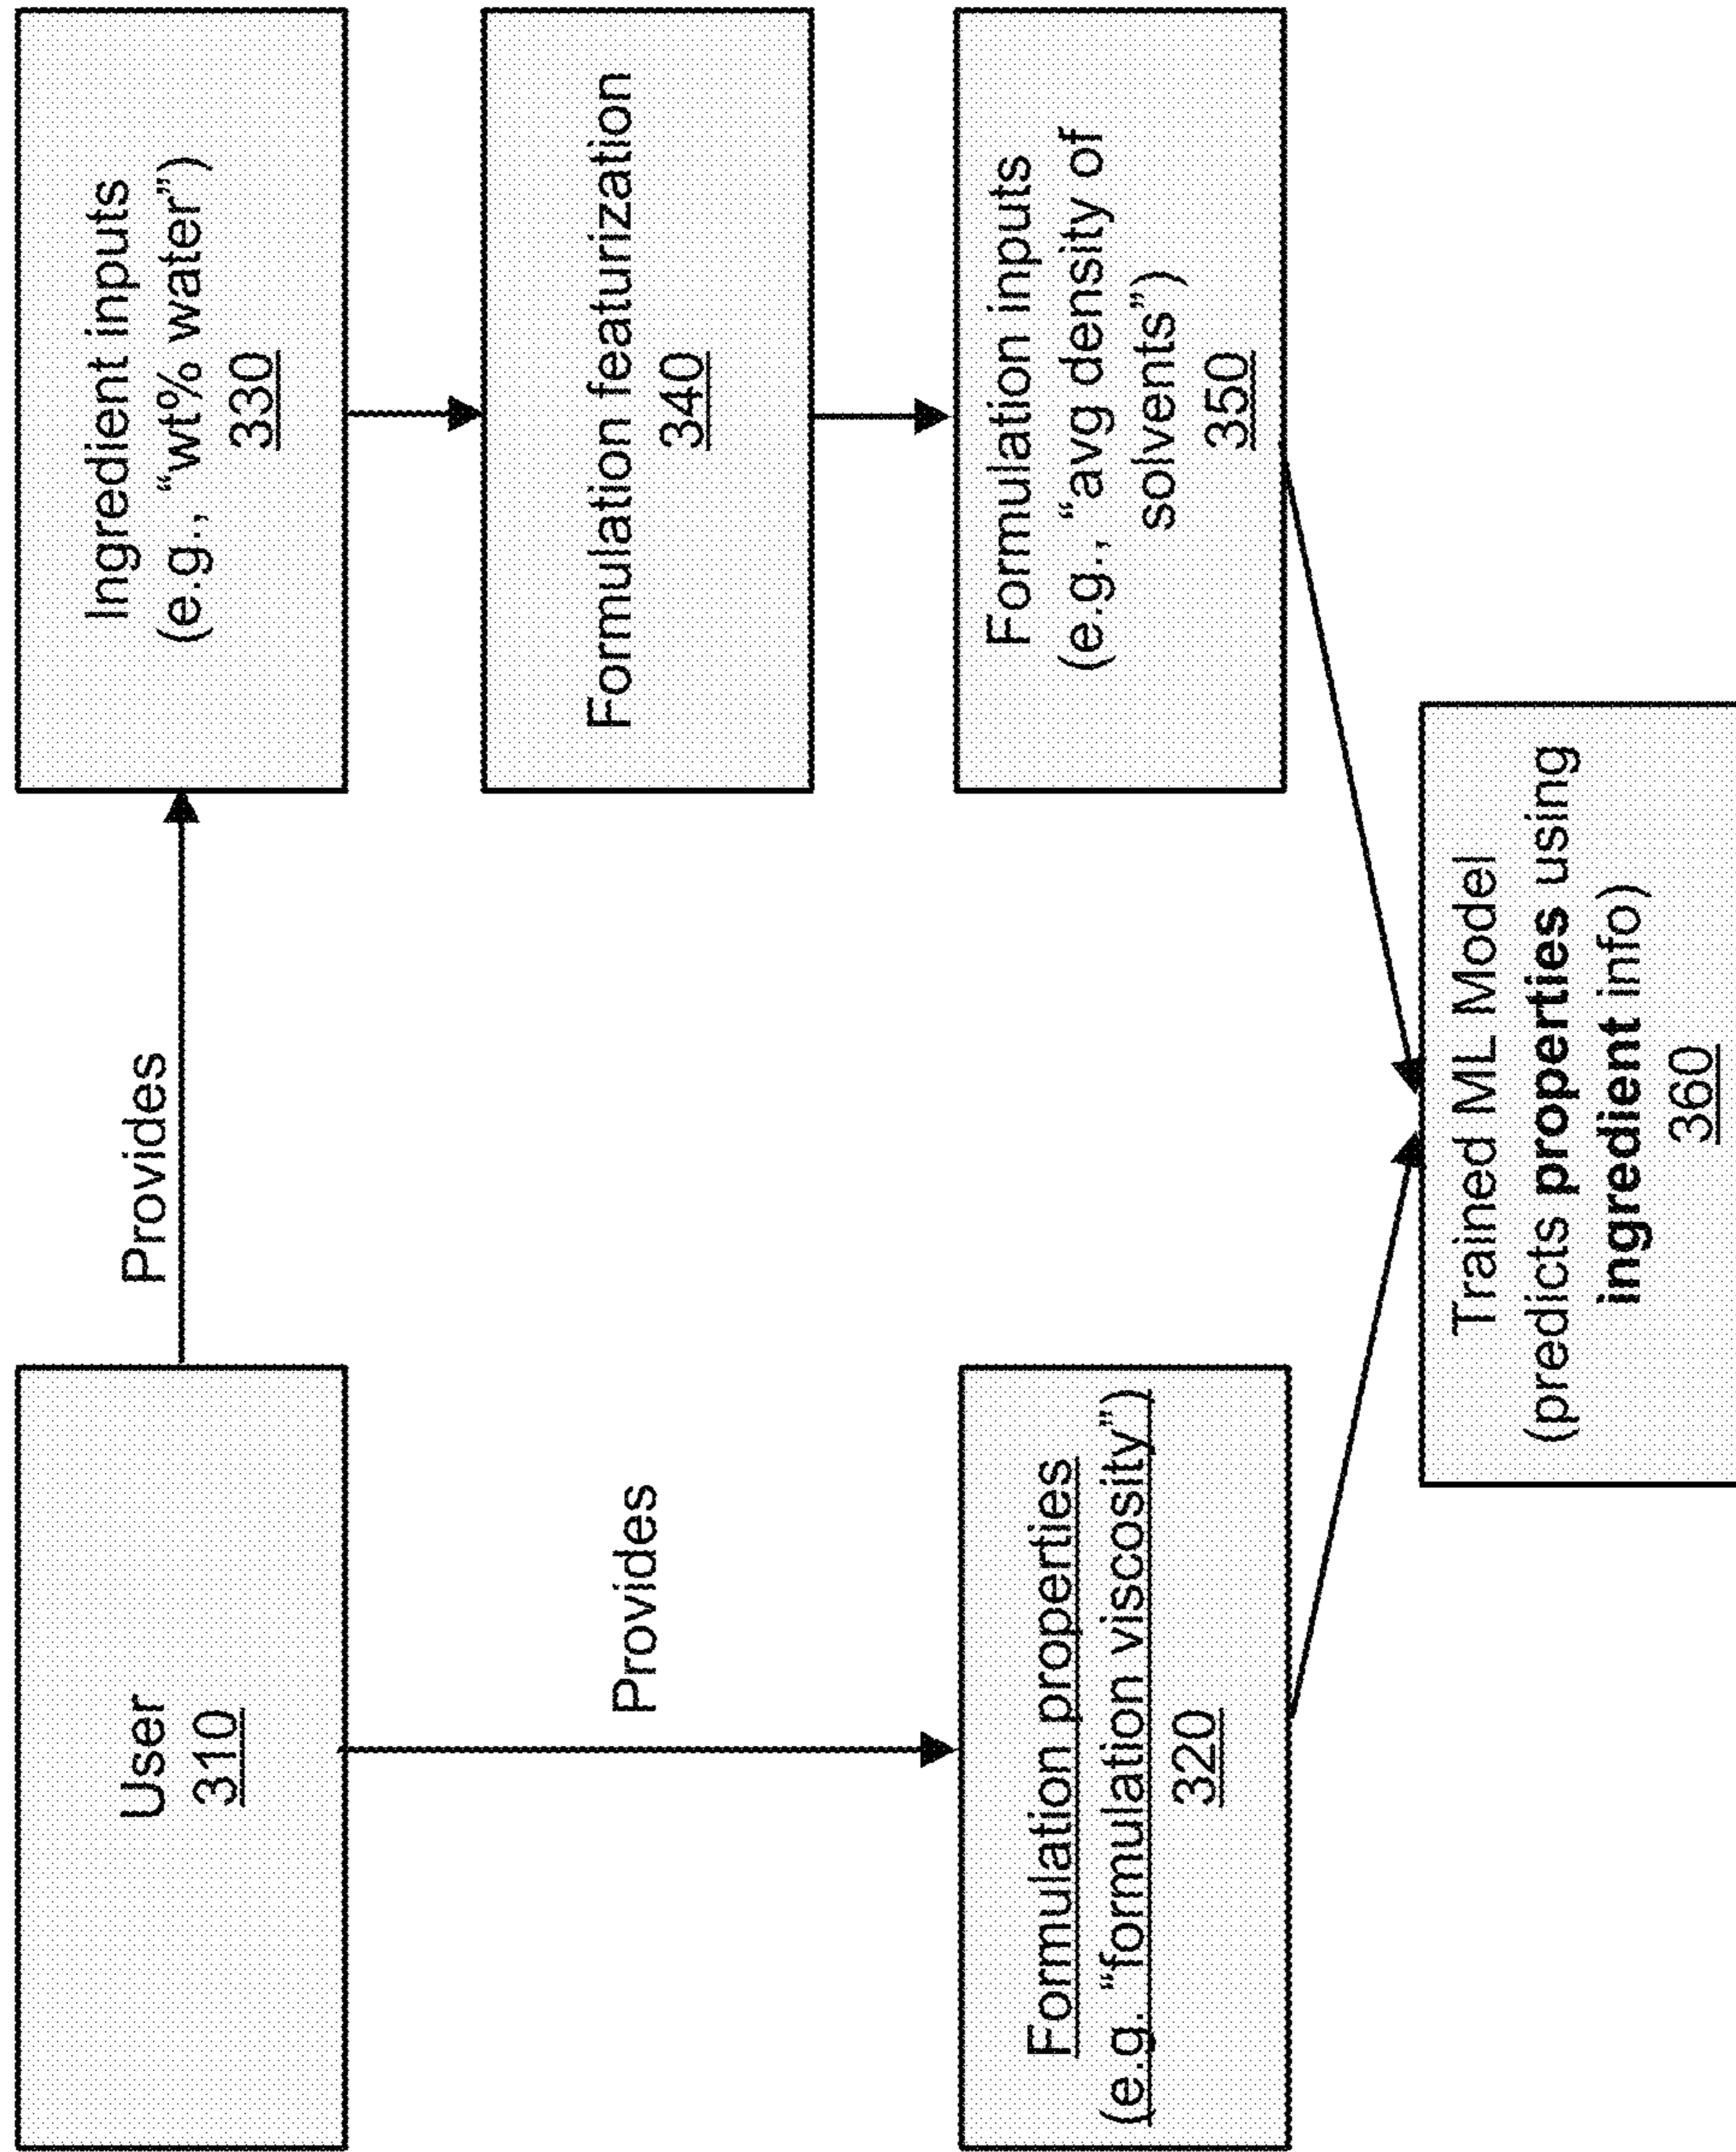 User
310
Provides
Ingredient inputs
(e.g., “wt% water”)
330
Provides
Formulation featurization
340
Formulation properties
(e.g. “formulation viscosity”)
320
Formulation inputs
(e.g., “avg density of
solvents”)
350
Trained ML Model
(predicts properties using
ingredient info)
360